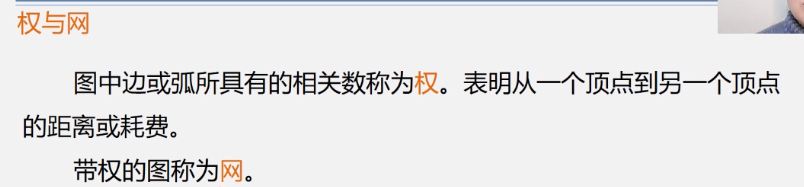 权与网
图中边或弧所具有的相关数称为权。表明从一个顶点到另一个顶点
的距离或耗费。
带权的图称为网。